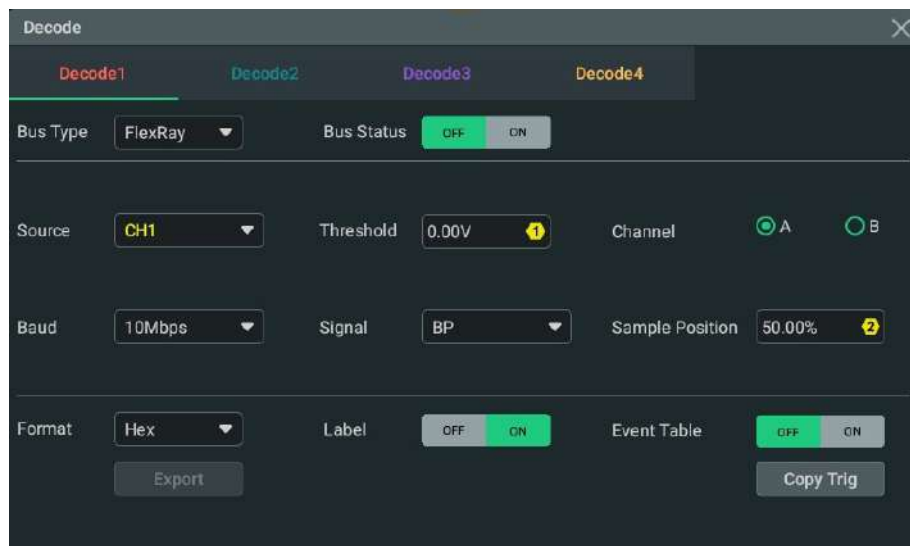 Decode
Decode1 Decode2 Decode3 Decode4
Bus Type FlexRay Bus Status OFF ON
Source CH1 Threshold 0.00V 1 Channel A B
Baud 10Mbps Signal BP Sample Position 50.00% 2
Format Hex Label OFF ON Event Table OFF ON
Export Copy Trig